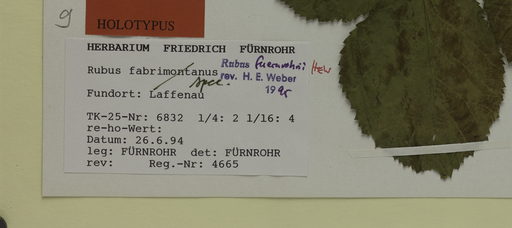 9
HOLOTYPUS
HERBARIUM FRIEDRICH FÜRNROHR
Rubus fabrimontanus Rubus fuernrohrii HEW
spec. rev. H. E. Weber
Fundort: Laffenau 19
TK-25-Nr: 6832 1/4: 2 1/16: 4
re-ho-Wert:
Datum: 26.6.94
leg: FÜRNROHR det: FÜRNROHR
rev: Reg.-Nr: 4665